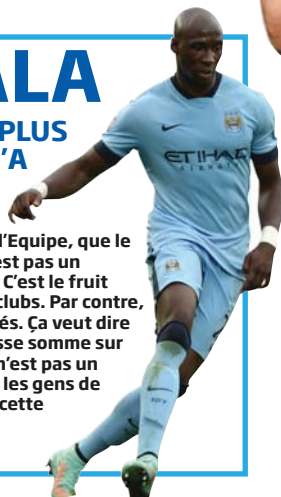 ALA
PLUS
'A
l'Equipe, que le
est pas un
C'est le fruit
clubs. Par contre,
és. Ça veut dire
sse somme sur
n'est pas un
les gens de
cette
ETIHAD
AIRWAYS